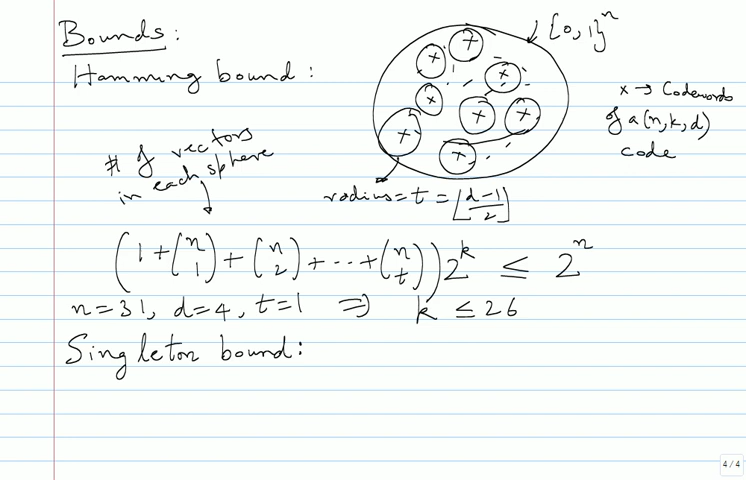 Bounds:
Hamming bound:
{0,1}^n
x → Codewords
of a (n,k,d)
code
# of vectors
in each sphere
radius = t = ⌊(d-1)/2⌋
(1 + (n 1) + (n 2) + ... + (n t)) 2^k ≤ 2^n
n=31, d=4, t=1 ⇒ k ≤ 26
Singleton bound:
4/4